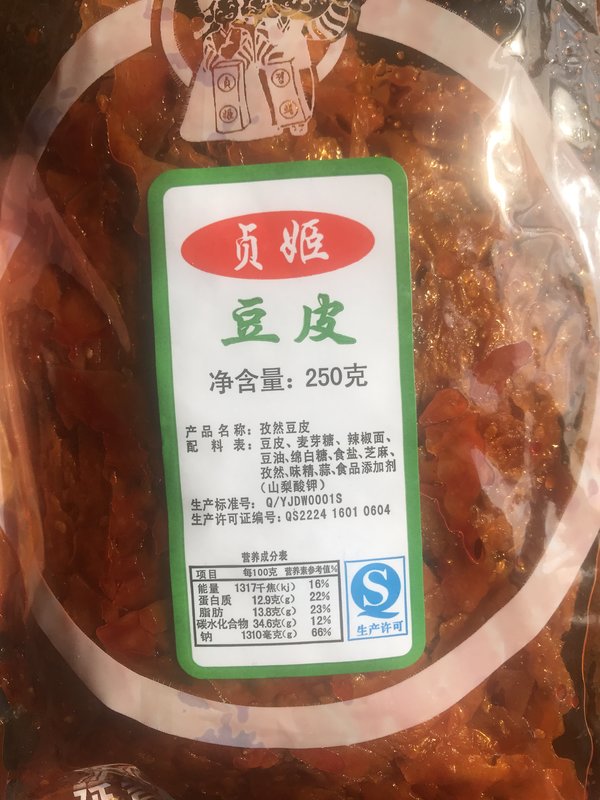 贞姬
豆皮
净含量：250克
产品名称：孜然豆皮
配料表：豆皮、麦芽糖、辣椒面、
豆油、绵白糖、食盐、芝麻、
孜然、味精、蒜、食品添加剂
（山梨酸钾）
生产标准号：Q/YJDW0001S
生产许可证编号：QS2224 1601 0604
营养成分表
项目 每100克 营养素参考值%
能量 1317千焦(kj) 16%
蛋白质 12.9克(g) 22%
脂肪 13.8克(g) 23%
碳水化合物 34.6克(g) 12%
钠 1310毫克(g) 66%
S
生产许可